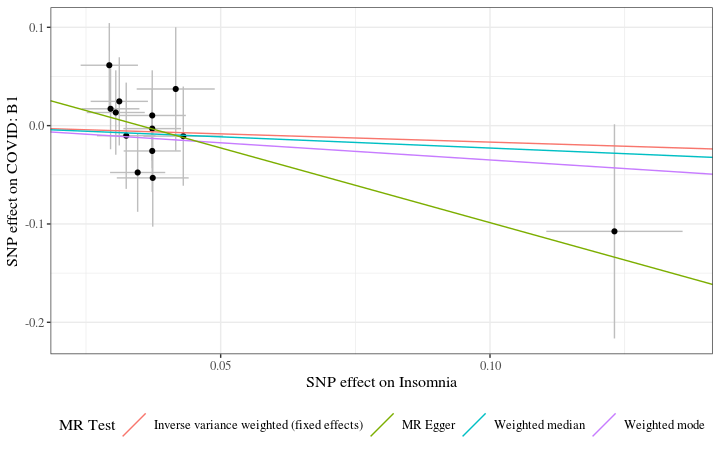 0.1
0.0
-0.1
-0.2
SNP effect on COVID: B1
0.05
0.10
SNP effect on Insomnia
MR Test
Inverse variance weighted (fixed effects)
MR Egger
Weighted median
Weighted mode